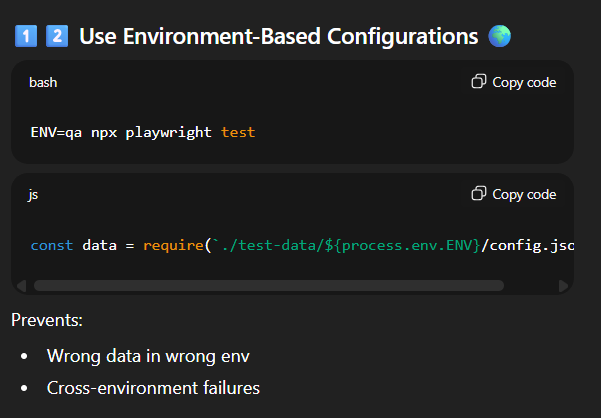 1️⃣ 2️⃣ Use Environment-Based Configurations 🌍
bash
Copy code
ENV=qa npx playwright test
js
Copy code
const data = require(`./test-data/${process.env.ENV}/config.jso
Prevents:
• Wrong data in wrong env
• Cross-environment failures